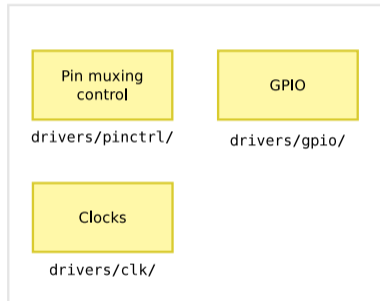 Pin muxing
control
drivers/pinctrl/
GPIO
drivers/gpio/
Clocks
drivers/clk/